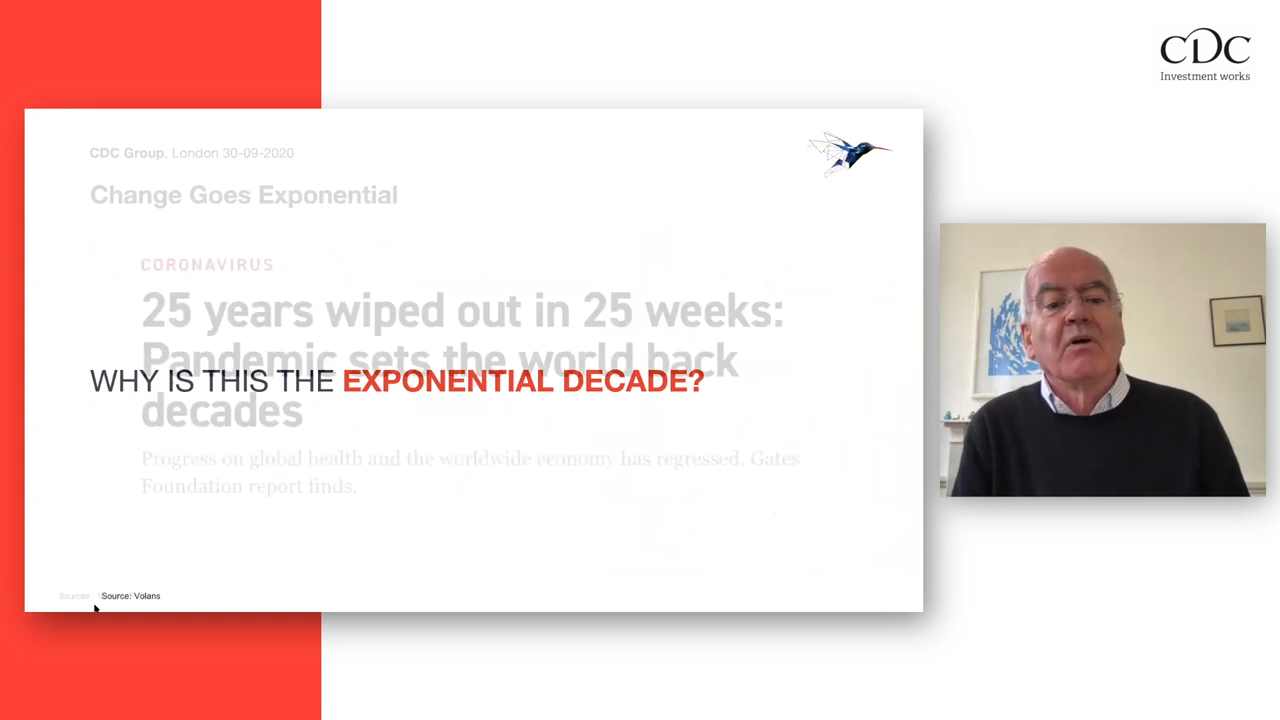 CDC
Investment works
CDC Group, London 30-09-2020
Change Goes Exponential
CORONAVIRUS
25 years wiped out in 25 weeks:
Pandemic sets the world back
decades
WHY IS THIS THE EXPONENTIAL DECADE?
Progress on global health and the worldwide economy has regressed, Gates
Foundation report finds.
Source: Source: Volans